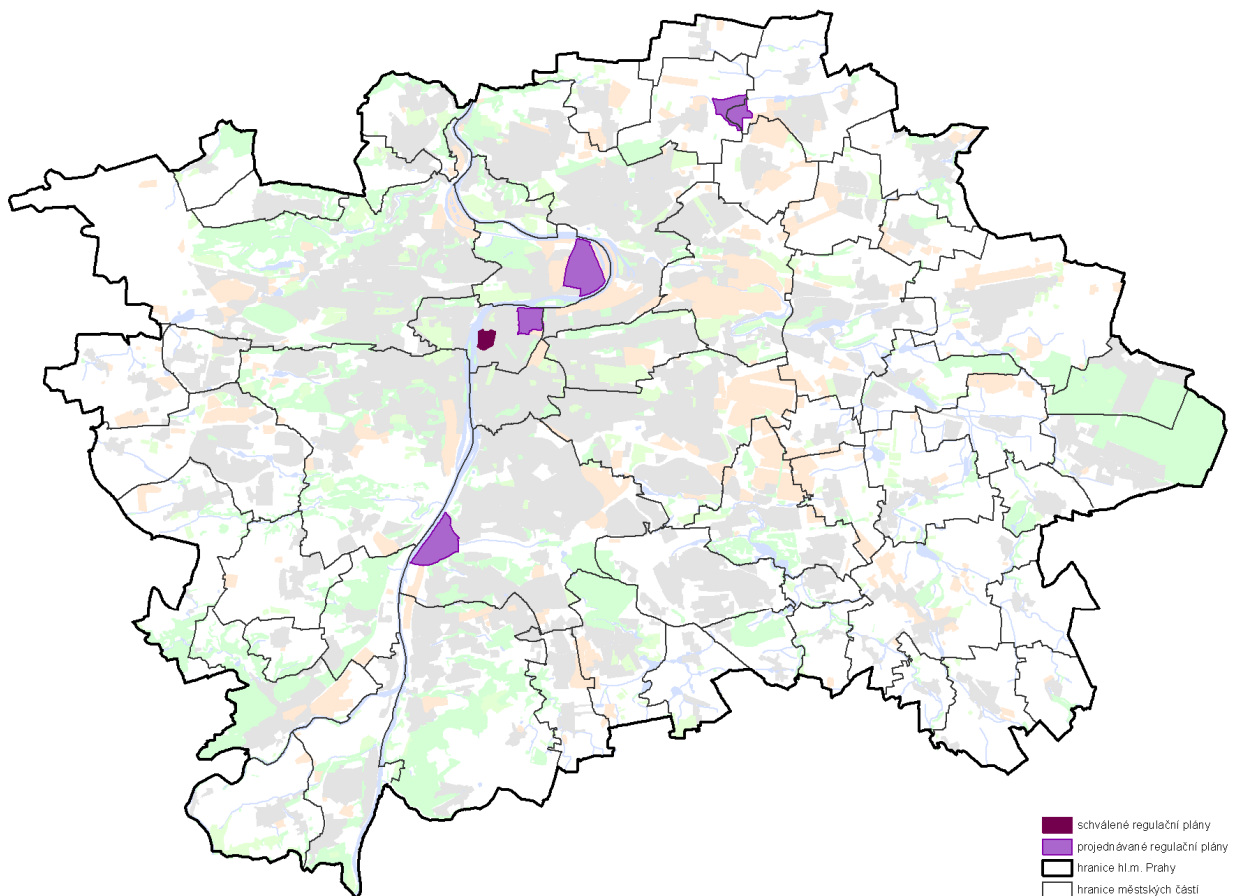 schválené regulační plány
projednávané regulační plány
hranice hl.m. Prahy
hranice městských částí